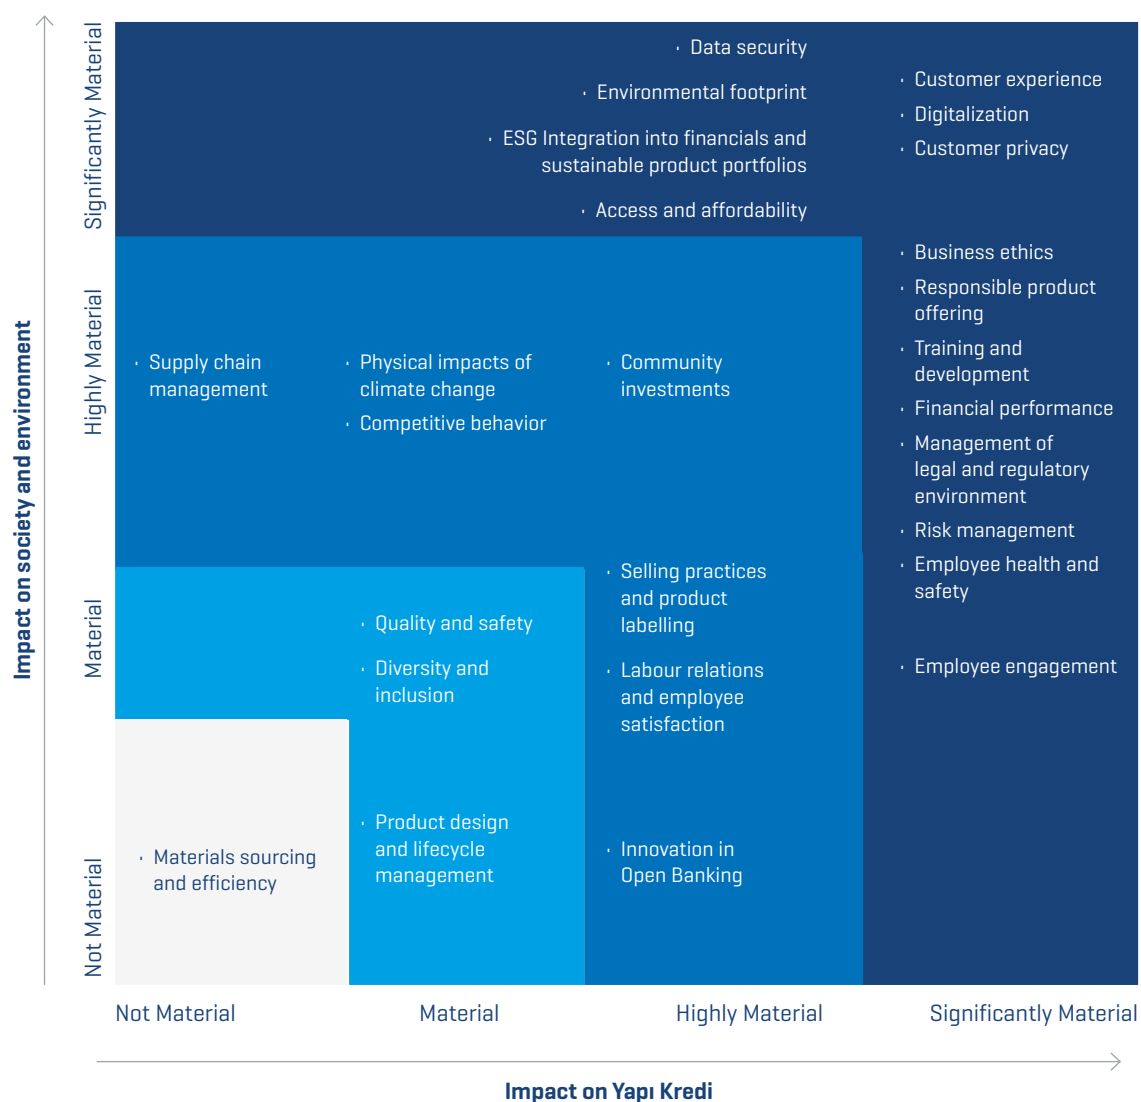 Impact on society and environment
Significantly Material
Highly Material
Material
Not Material
· Data security
· Environmental footprint
· ESG Integration into financials and
sustainable product portfolios
· Access and affordability
· Customer experience
· Digitalization
· Customer privacy
· Supply chain
management
· Physical impacts of
climate change
· Competitive behavior
· Community
investments
· Business ethics
· Responsible product
offering
· Training and
development
· Financial performance
· Management of
legal and regulatory
environment
· Risk management
· Employee health and
safety
· Quality and safety
· Diversity and
inclusion
· Selling practices
and product
labelling
· Labour relations
and employee
satisfaction
· Employee engagement
· Materials sourcing
and efficiency
· Product design
and lifecycle
management
· Innovation in
Open Banking
Not Material
Material
Highly Material
Significantly Material
Impact on Yapı Kredi